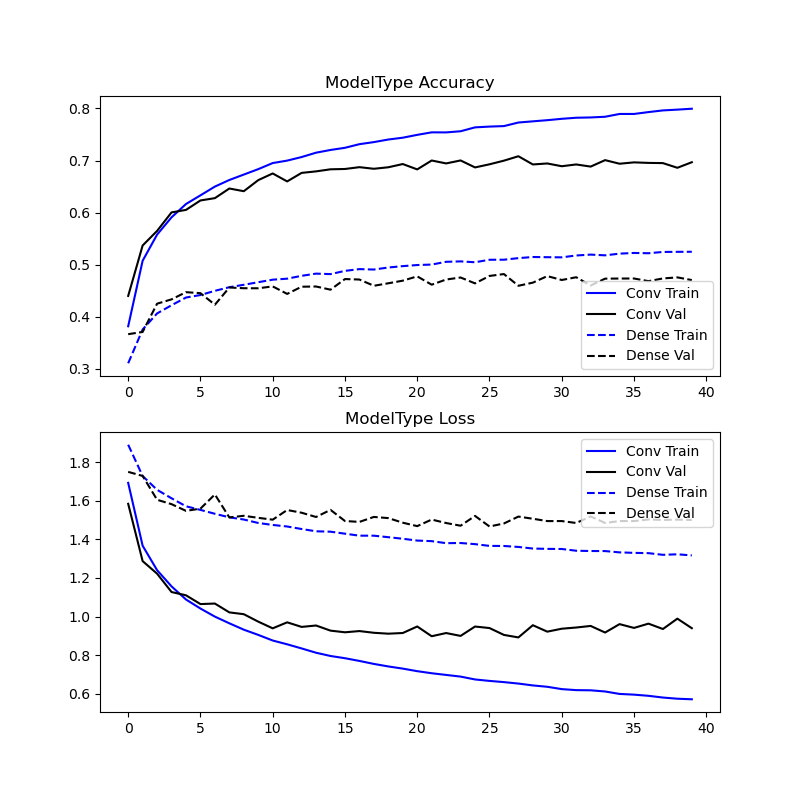 ModelType Accuracy
0.8
0.7
0.6
0.5
0.4
0.3
Conv Train
Conv Val
Dense Train
Dense Val
0 5 10 15 20 25 30 35 40
ModelType Loss
1.8
1.6
1.4
1.2
1.0
0.8
0.6
Conv Train
Conv Val
Dense Train
Dense Val
0 5 10 15 20 25 30 35 40